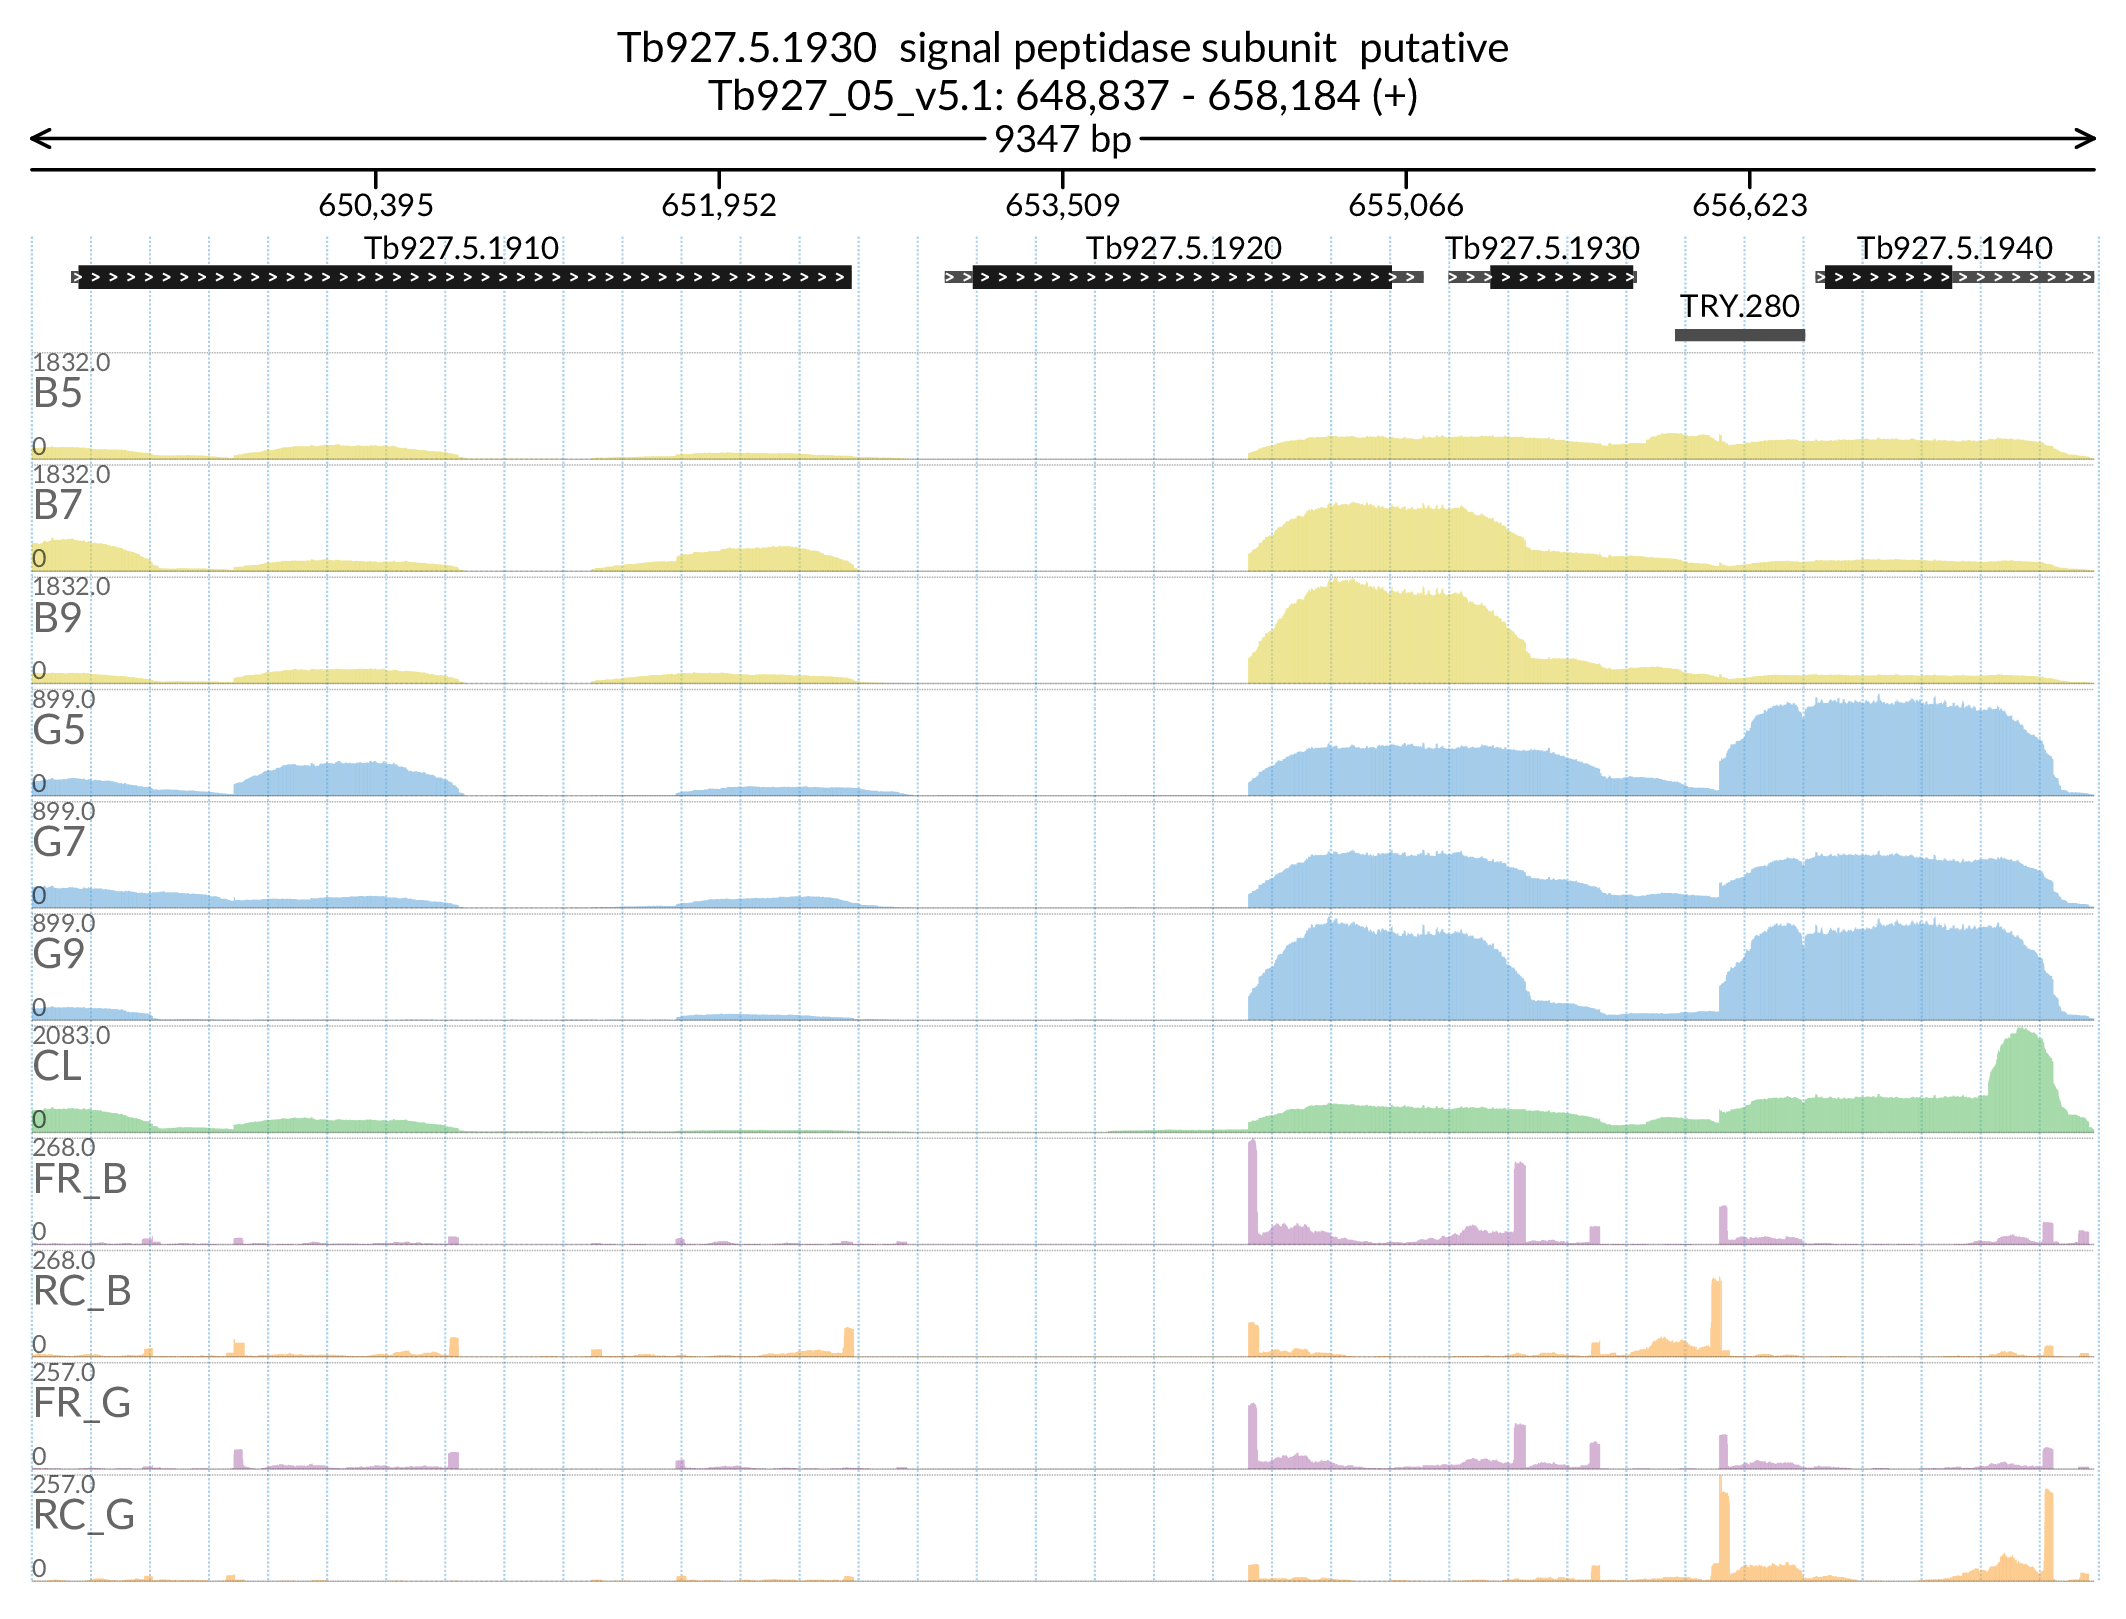 Tb927.5.1930  signal peptidase subunit  putative
Tb927_05_v5.1: 648,837 - 658,184 (+)
9347 bp
650,395 651,952 653,509 655,066 656,623
Tb927.5.1910 Tb927.5.1920 Tb927.5.1930 Tb927.5.1940
TRY.280
1832.0
B5
0
1832.0
B7
0
1832.0
B9
0
899.0
G5
0
899.0
G7
0
899.0
G9
0
2083.0
CL
0
268.0
FR_B
0
268.0
RC_B
0
257.0
FR_G
0
257.0
RC_G
0